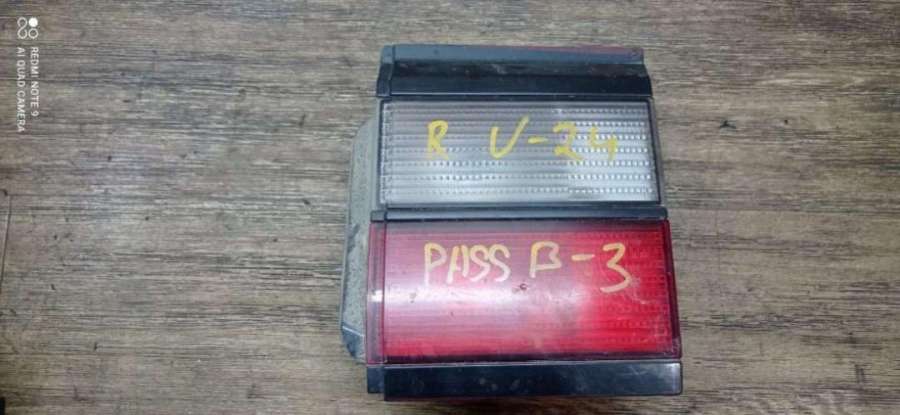 R V-24
PASS B-3
REDMI NOTE 9
AI QUAD CAMERA